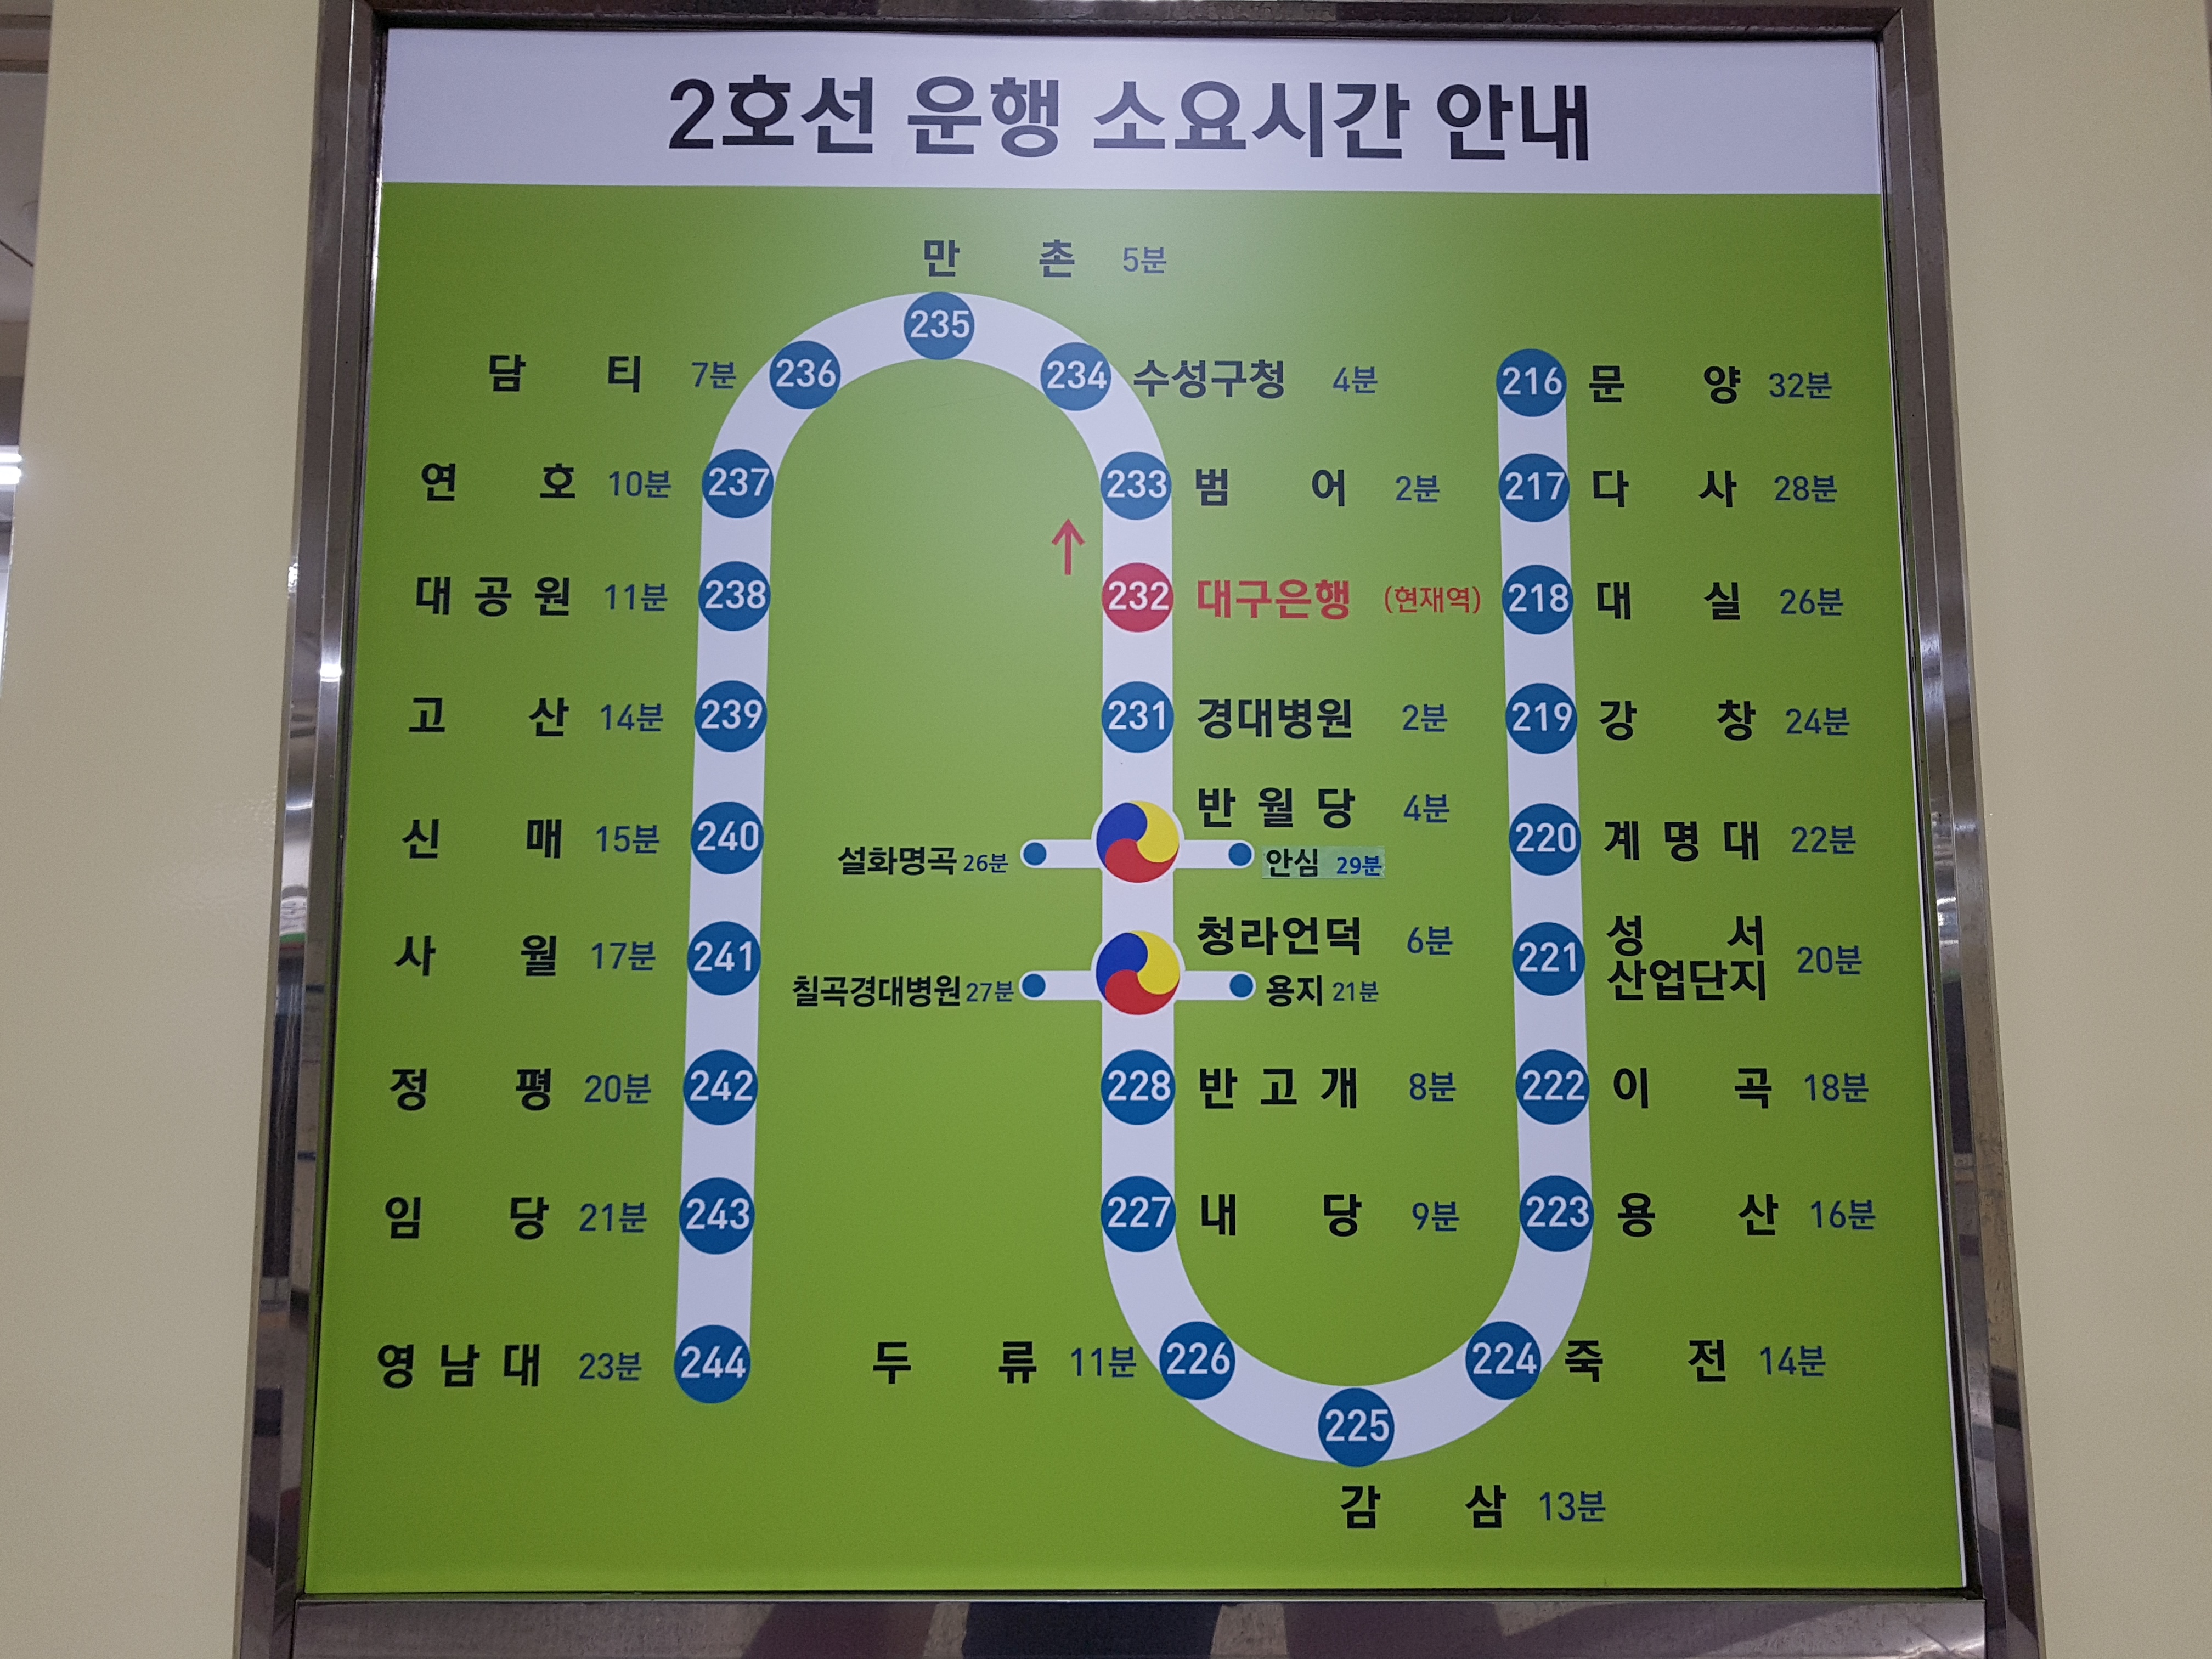 2호선 운행 소요시간 안내
만 촌 5분
235
담 티 7분 236
234 수성구청 4분
216 문 양 32분
연 호 10분 237
233 범 어 2분
217 다 사 28분
대 공 원 11분 238
232 대구은행 (현재역)
218 대 실 26분
고 산 14분 239
231 경대병원 2분
219 강 창 24분
신 매 15분 240
반 월 당 4분
설화명곡 26분
안심 29분
220 계 명 대 22분
사 월 17분 241
청라언덕 6분
칠곡경대병원 27분
용지 21분
221 성 서
산업단지 20분
정 평 20분 242
228 반 고 개 8분
222 이 곡 18분
임 당 21분 243
227 내 당 9분
223 용 산 16분
영 남 대 23분 244
두 류 11분 226
224 죽 전 14분
225
감 삼 13분